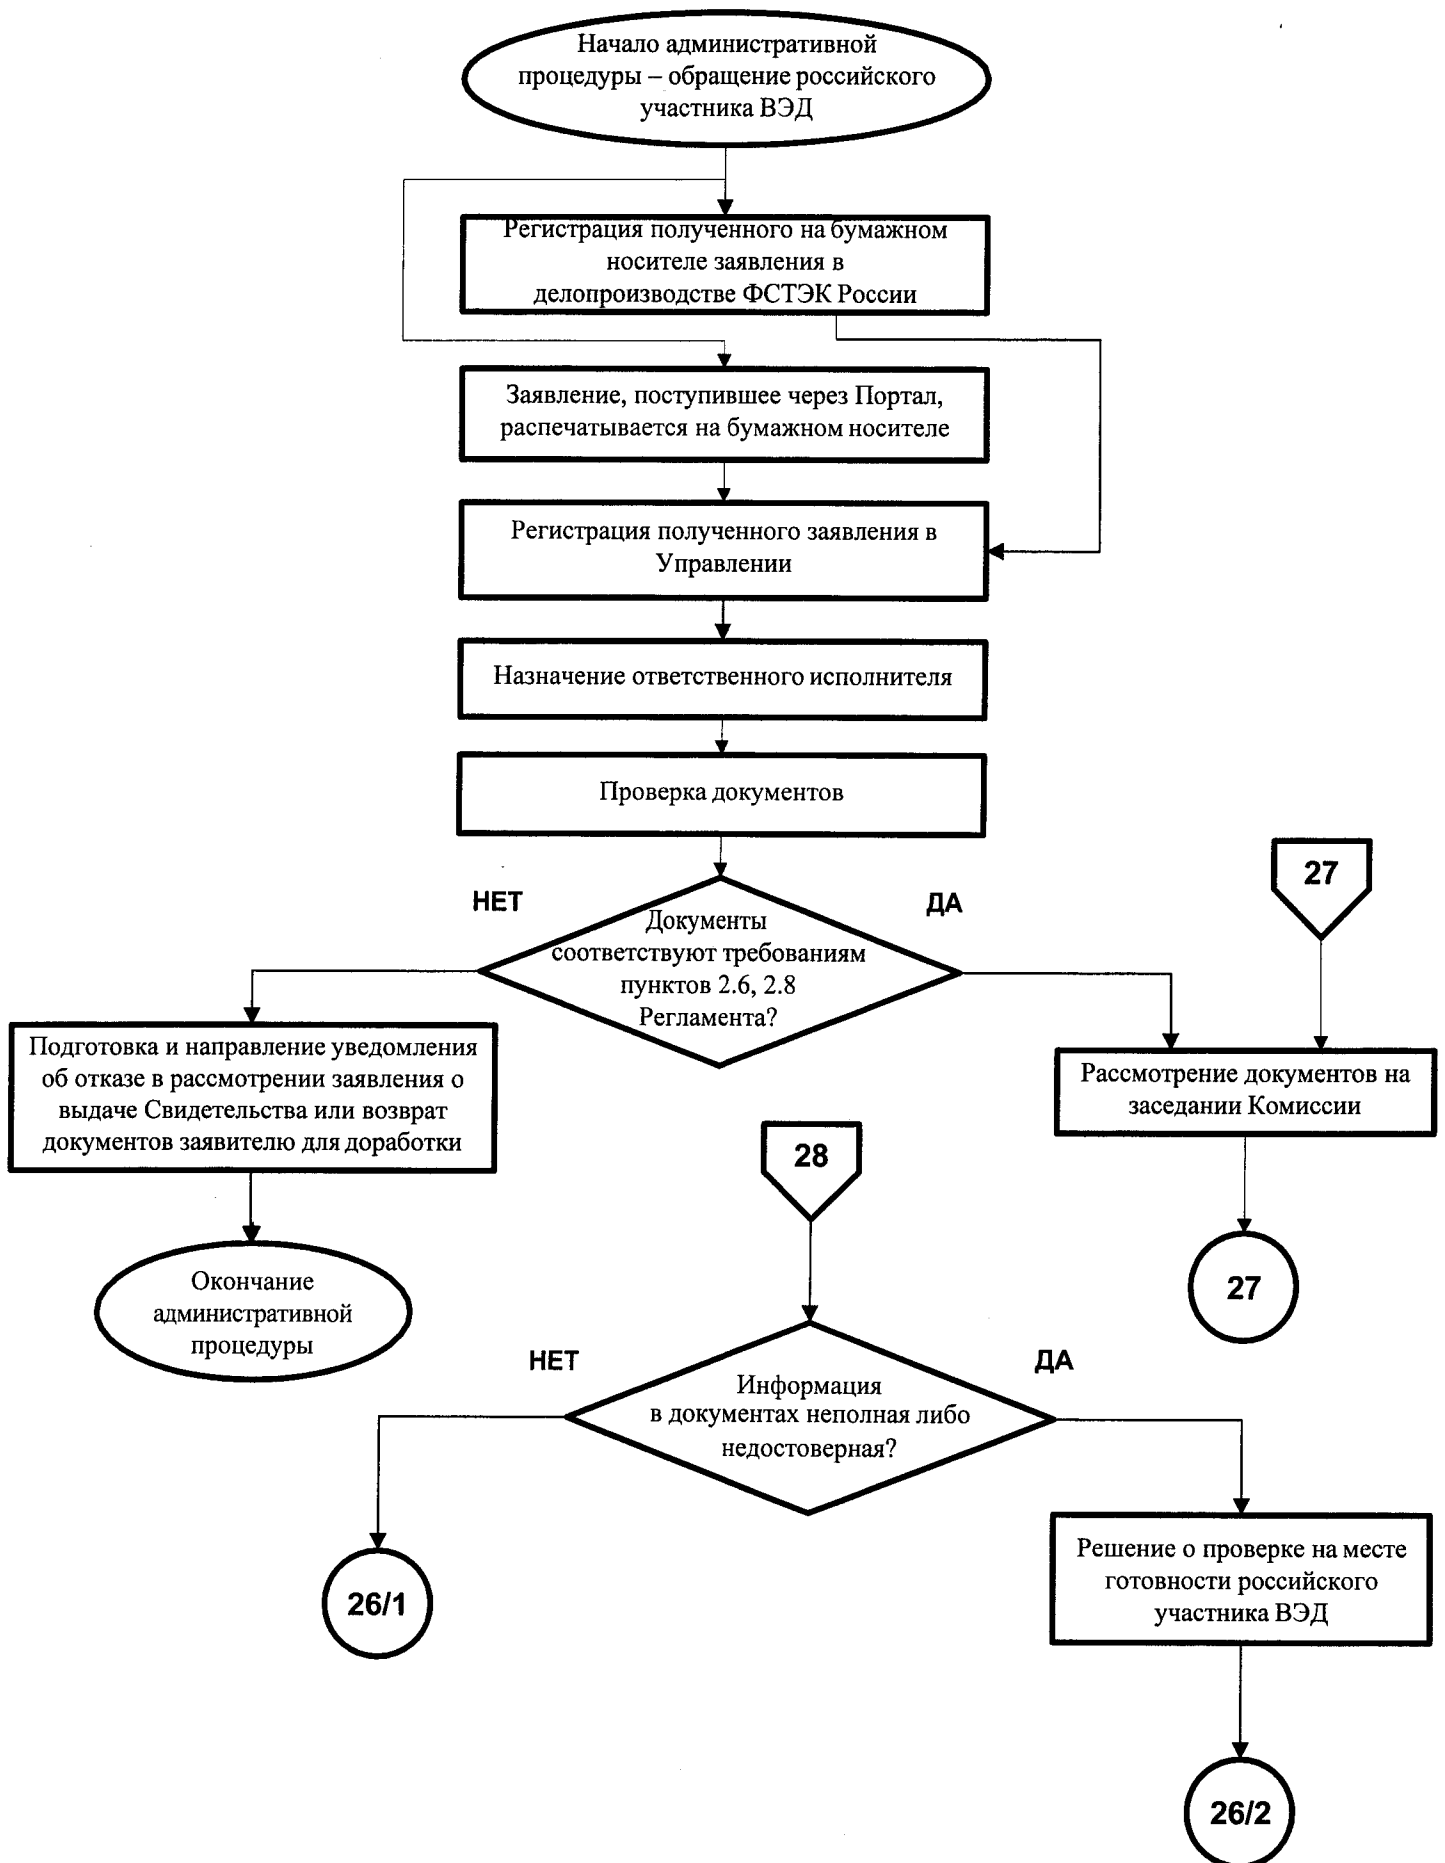 Начало административной
процедуры – обращение российского
участника ВЭД
Регистрация полученного на бумажном
носителе заявления в
делопроизводстве ФСТЭК России
Заявление, поступившее через Портал,
распечатывается на бумажном носителе
Регистрация полученного заявления в
Управлении
Назначение ответственного исполнителя
Проверка документов
НЕТ
ДА
27
Документы
соответствуют требованиям
пунктов 2.6, 2.8
Регламента?
Подготовка и направление уведомления
об отказе в рассмотрении заявления о
выдаче Свидетельства или возврат
документов заявителю для доработки
Рассмотрение документов на
заседании Комиссии
28
Окончание
административной
процедуры
27
НЕТ
ДА
Информация
в документах неполная либо
недостоверная?
26/1
Решение о проверке на месте
готовности российского
участника ВЭД
26/2